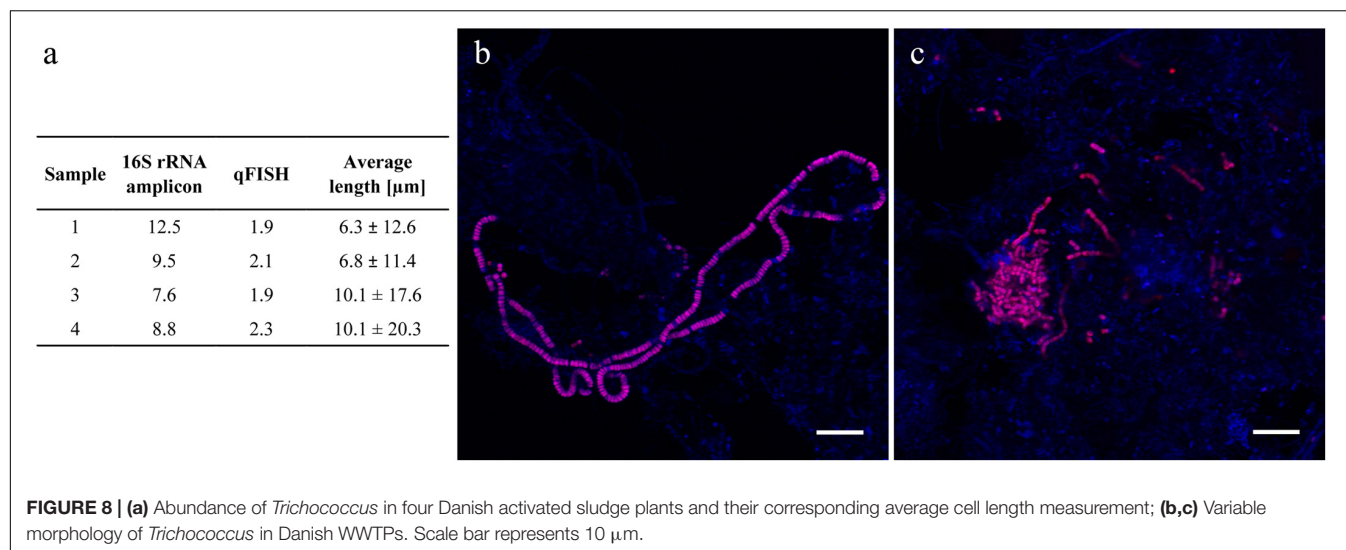 a
b
c
Sample 16S rRNA amplicon qFISH Average length [µm]
1 12.5 1.9 6.3 ± 12.6
2 9.5 2.1 6.8 ± 11.4
3 7.6 1.9 10.1 ± 17.6
4 8.8 2.3 10.1 ± 20.3
FIGURE 8 | (a) Abundance of Trichococcus in four Danish activated sludge plants and their corresponding average cell length measurement; (b,c) Variable
morphology of Trichococcus in Danish WWTPs. Scale bar represents 10 µm.